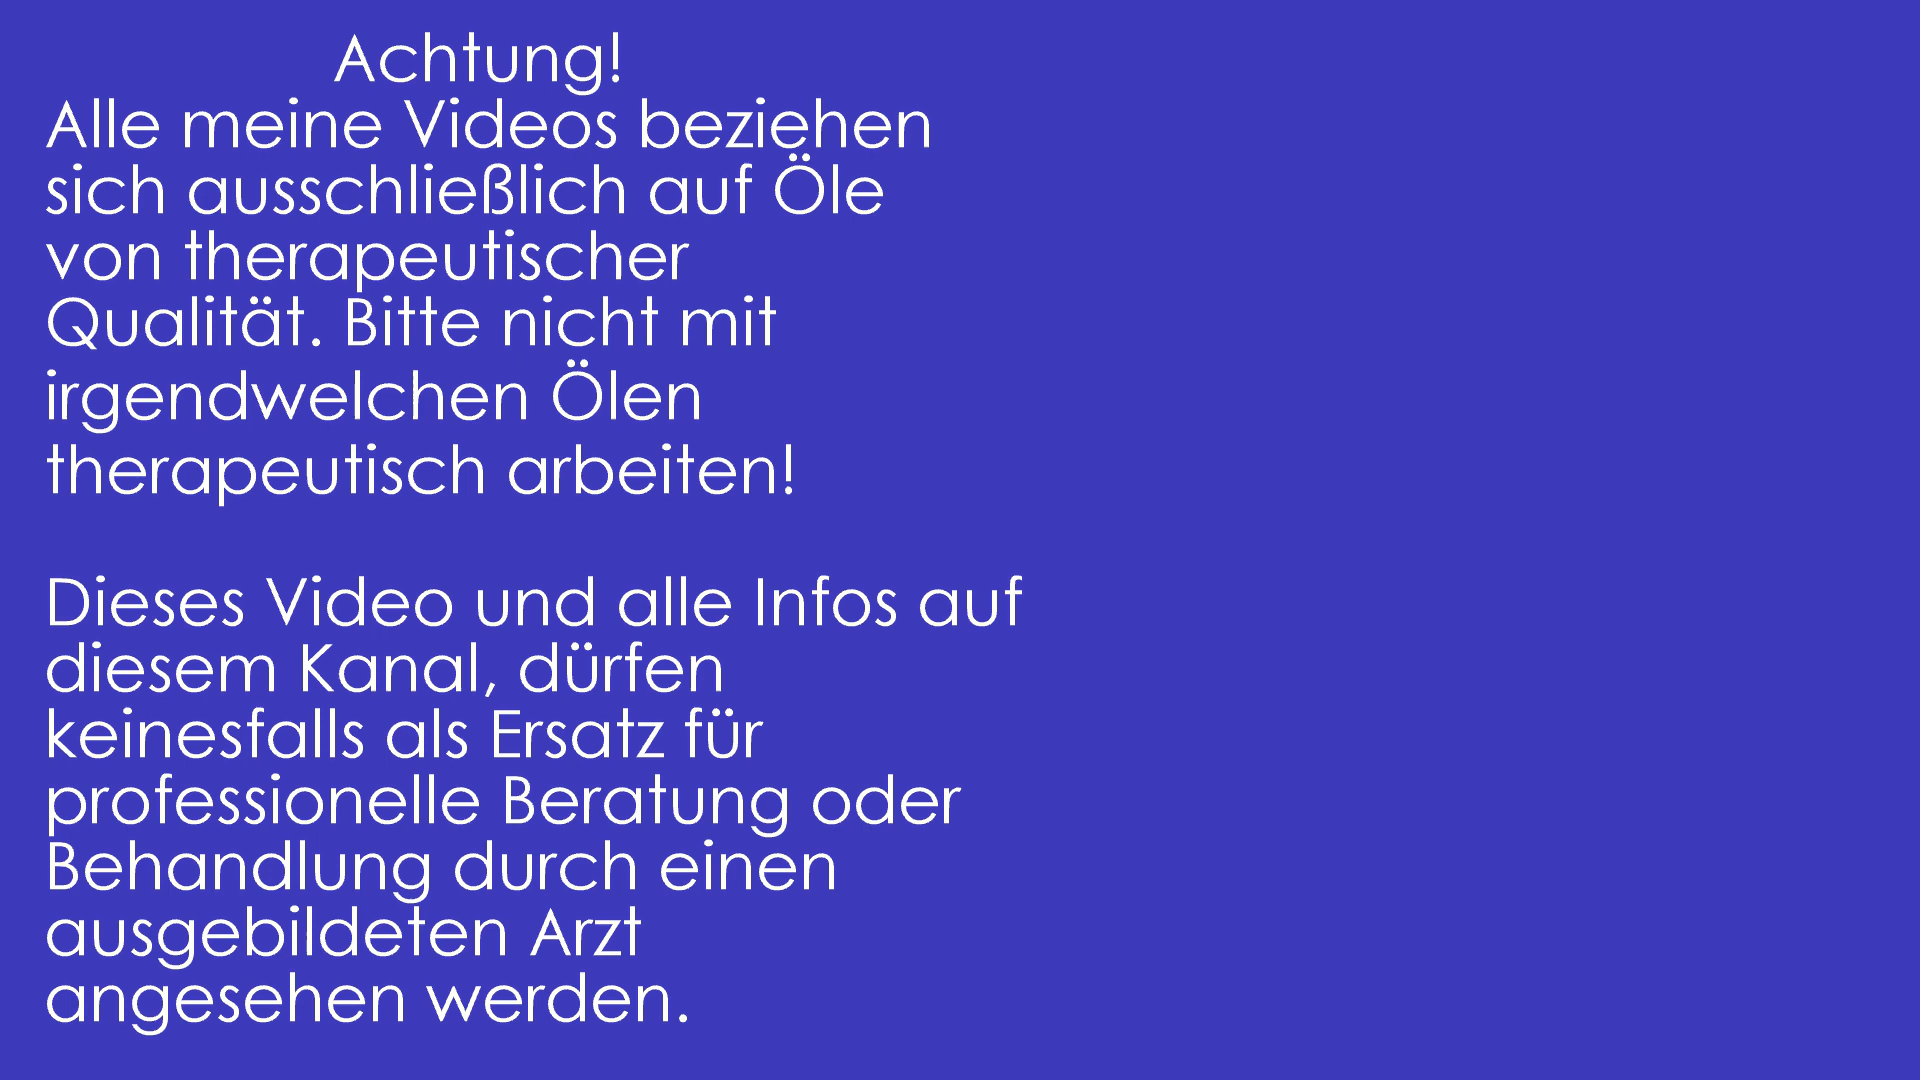 Achtung!
Alle meine Videos beziehen
sich ausschließlich auf Öle
von therapeutischer
Qualität. Bitte nicht mit
irgendwelchen Ölen
therapeutisch arbeiten!
Dieses Video und alle Infos auf
diesem Kanal, dürfen
keinesfalls als Ersatz für
professionelle Beratung oder
Behandlung durch einen
ausgebildeten Arzt
angesehen werden.